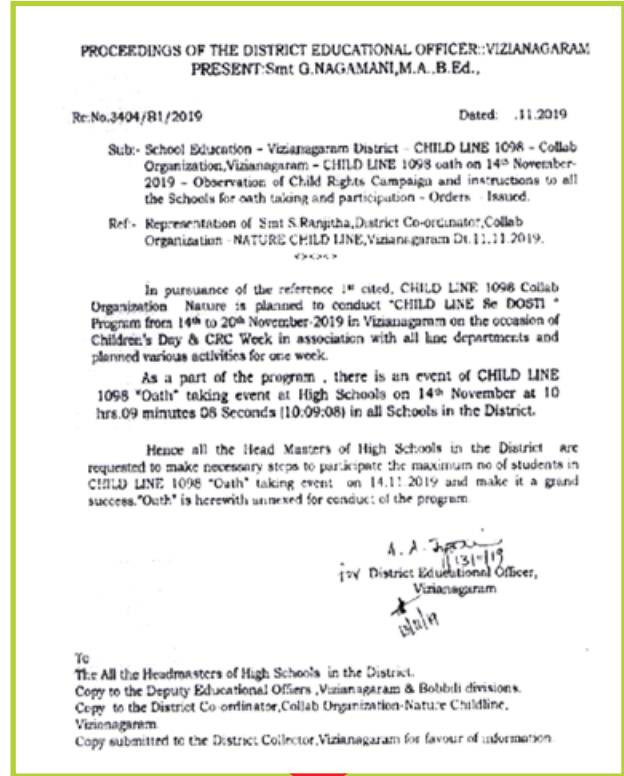 PROCEEDINGS OF THE DISTRICT EDUCATIONAL OFFICER::VIZIANAGARAM
PRESENT:Smt G.NAGAMANI,M.A.,B.Ed.,
Rc.No.3404/B1/2019 Dated: .11.2019
Sub:- School Education - Vizianagaram District - CHILD LINE 1098 - Collab
Organization,Vizianagaram - CHILD LINE 1098 oath on 14th November-
2019 - Observation of Child Rights Campaign and instructions to all
the Schools for oath taking and participation - Orders - Issued.
Ref:- Representation of Smt S.Ranjitha,District Co-ordinator,Collab
Organization -NATURE CHILD LINE,Vizianagaram Dt.11.11.2019.
<><><>
In pursuance of the reference 1st cited, CHILD LINE 1098 Collab
Organization Nature is planned to conduct "CHILD LINE Se DOSTI "
Program from 14th to 20th November-2019 in Vizianagaram on the occasion of
Children's Day & CRC Week in association with all line departments and
planned various activities for one week.
As a part of the program , there is an event of CHILD LINE
1098 "Oath" taking event at High Schools on 14th November at 10
hrs.09 minutes 08 Seconds (10:09:08) in all Schools in the District.
Hence all the Head Masters of High Schools in the District are
requested to make necessary steps to participate the maximum no of students in
CHILD LINE 1098 "Oath" taking event on 14.11.2019 and make it a grand
success."Oath" is herewith annexed for conduct of the program.
for District Educational Officer,
Vizianagaram
To
The All the Headmasters of High Schools in the District.
Copy to the Deputy Educational Offiers ,Vizianagaram & Bobbili divisions.
Copy to the District Co-ordinator,Collab Organization-Nature Childline,
Vizianagaram.
Copy submitted to the District Collector,Vizianagaram for favour of information.